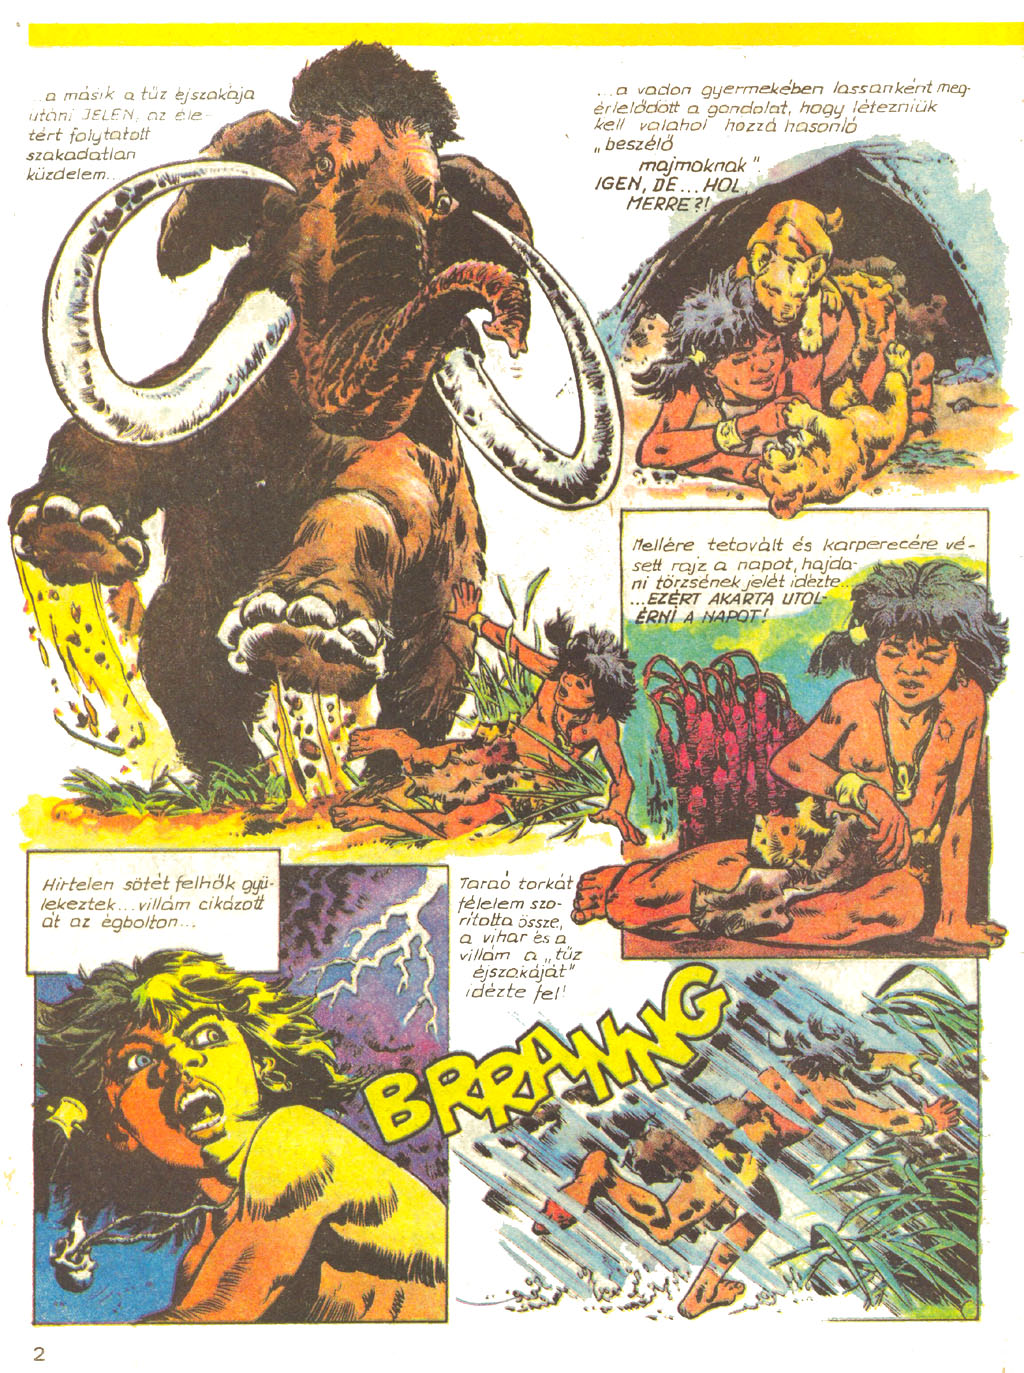 ...a másik a tűz éjszakája
utáni JELEN, az éle-
tért folytatott
szakadatlan
küzdelem...
...a vadon gyermekében lassanként meg-
érlelődött a gondolat, hogy létezniük
kell valahol hozzá hasonló
„beszélő
majmoknak".
IGEN, DE...HOL,
MERRE?!
Mellére tetovált és karperecére vé-
sett rajz a napot, hajda-
ni törzsének jelét idézte...
...EZÉRT AKARTA UTOL-
ÉRNI A NAPOT!
Hirtelen sötét felhők gyü-
lekeztek...villám cikázott
át az égbolton...
Taraó torkát
félelem szo-
rította össze,
a vihar és a
villám a „tűz
éjszakáját"
idézte fel!
BRRANNG
2